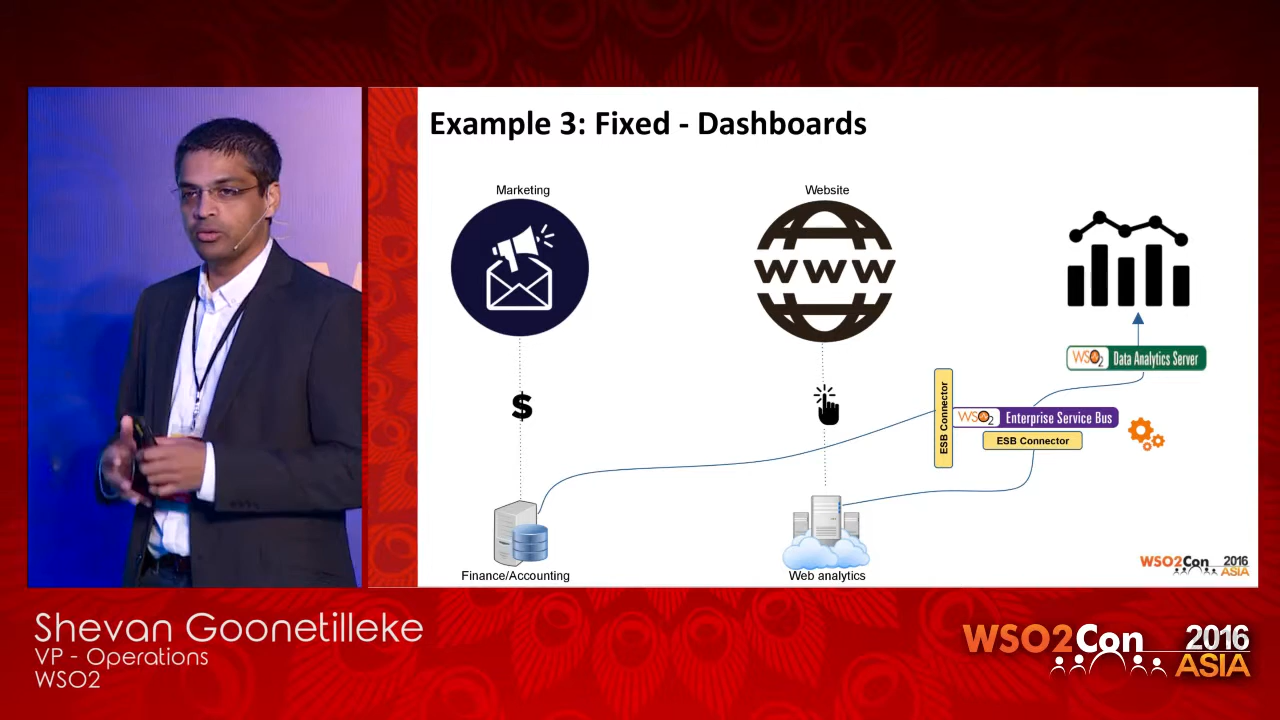 Example 3: Fixed - Dashboards
Marketing
Website
WWW
WSO2 Data Analytics Server
$
ESB Connector
WSO2 Enterprise Service Bus
ESB Connector
Finance/Accounting
Web analytics
WSO2Con 2016
ASIA
Shevan Goonetilleke
VP - Operations
WSO2
WSO2Con 2016
ASIA